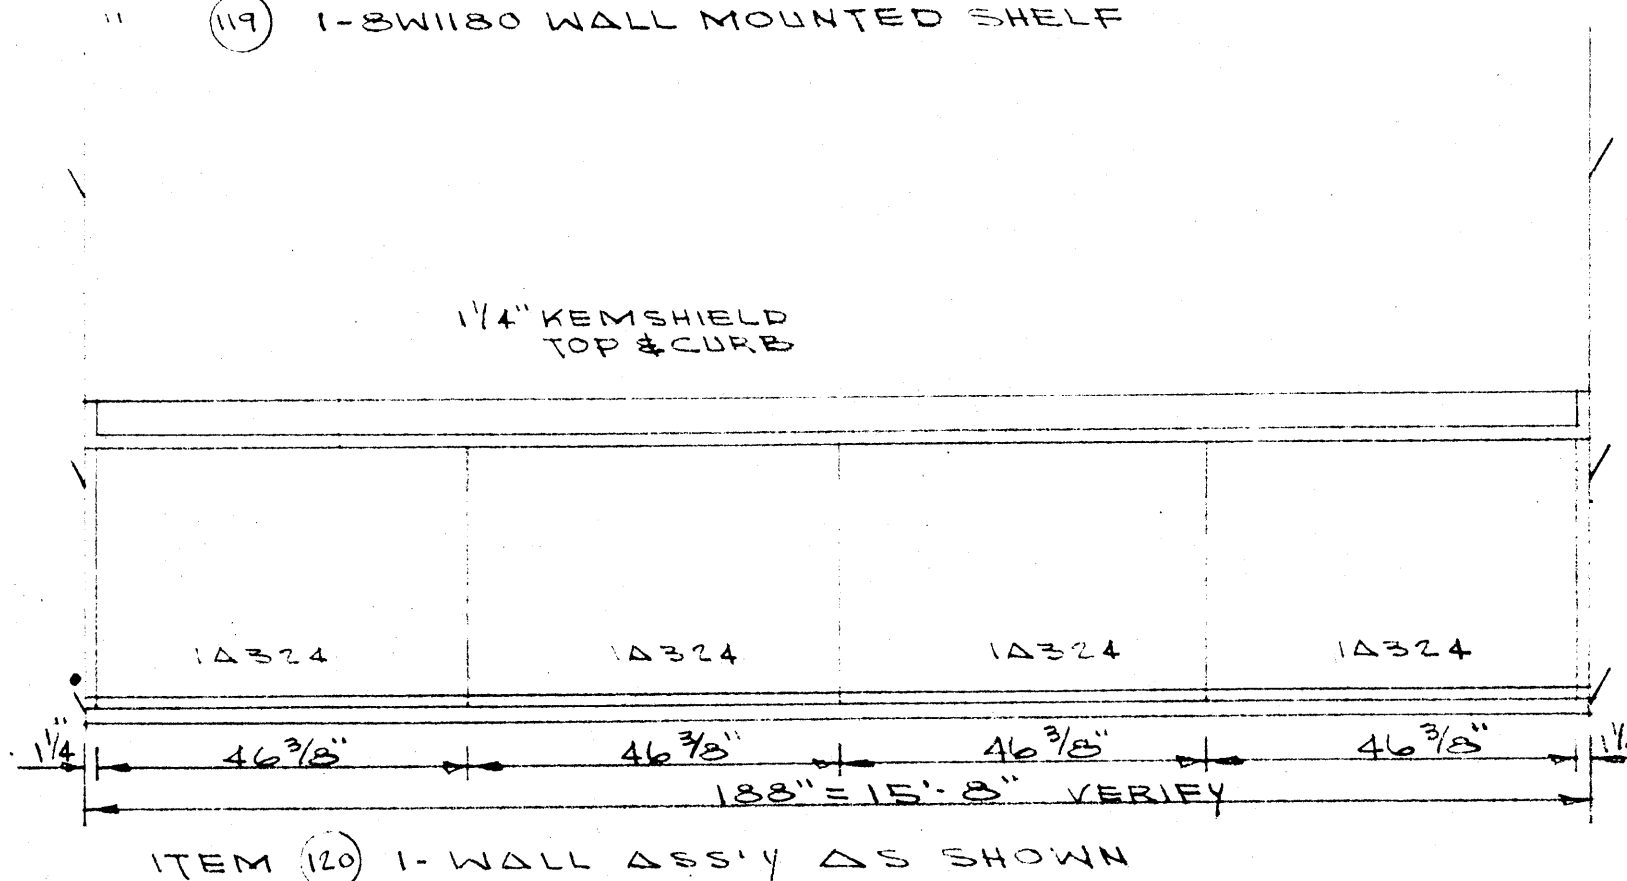 " 119 1-8W1180 WALL MOUNTED SHELF
1 1/4" KEMSHIELD
TOP & CURB
1A324 1A324 1A324 1A324
1 1/4" 46 3/8" 46 3/8" 46 3/8" 46 3/8"
188" = 15'-8" VERIFY
ITEM 120 1-WALL ASS'Y AS SHOWN